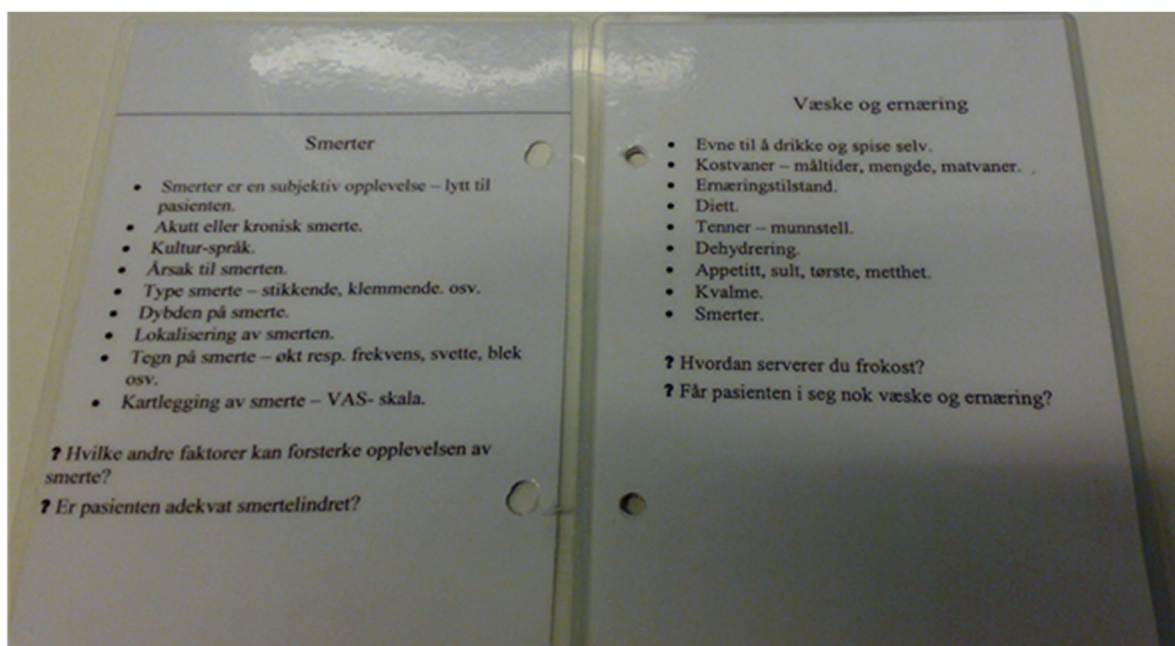 Smerter
• Smerter er en subjektiv opplevelse – lytt til
pasienten.
• Akutt eller kronisk smerte.
• Kultur-språk.
• Årsak til smerten.
• Type smerte – stikkende, klemmende. osv.
• Dybden på smerte.
• Lokalisering av smerten.
• Tegn på smerte – økt resp. frekvens, svette, blek
osv.
• Kartlegging av smerte – VAS- skala.
? Hvilke andre faktorer kan forsterke opplevelsen av
smerte?
? Er pasienten adekvat smertelindret?
Væske og ernæring
• Evne til å drikke og spise selv.
• Kostvaner – måltider, mengde, matvaner.
• Ernæringstilstand.
• Diett.
• Tenner – munnstell.
• Dehydrering.
• Appetitt, sult, tørste, metthet.
• Kvalme.
• Smerter.
? Hvordan serverer du frokost?
? Får pasienten i seg nok væske og ernæring?